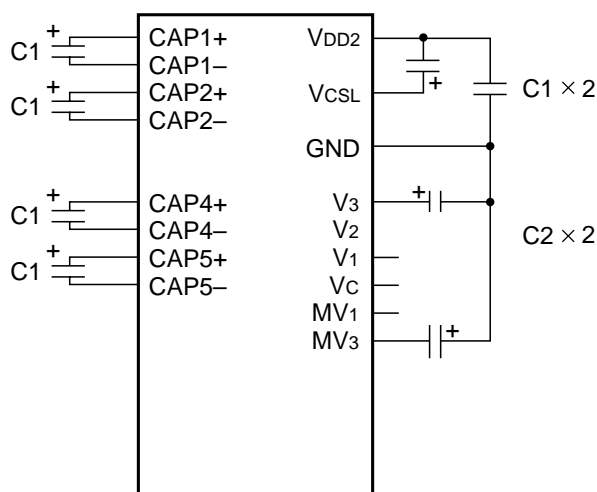 +
C1
CAP1+
CAP1–
+
C1
CAP2+
CAP2–
+
C1
CAP4+
CAP4–
+
C1
CAP5+
CAP5–
VDD2
VCSL
+
GND
C1 × 2
V3
+
V2
V1
VC
MV1
MV3
+
C2 × 2